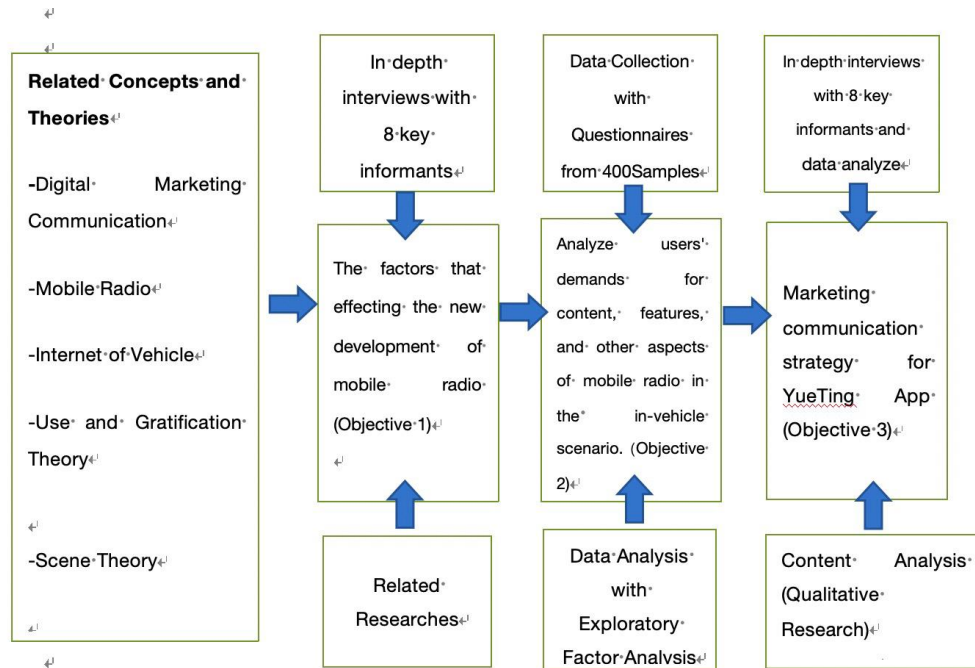 Related Concepts and
Theories
-Digital Marketing
Communication
-Mobile Radio
-Internet of Vehicle
-Use and Gratification
Theory
-Scene Theory
In depth
interviews with
8 key
informants
The factors that
effecting the new
development of
mobile radio
(Objective 1)
Related
Researches
Data Collection
with
Questionnaires
from 400Samples
Analyze users'
demands for
content, features,
and other aspects
of mobile radio in
the in-vehicle
scenario. (Objective
2)
Data Analysis
with
Exploratory
Factor Analysis
In depth interviews
with 8 key
informants and
data analyze
Marketing
communication
strategy for
YueTing App
(Objective 3)
Content Analysis
(Qualitative
Research)